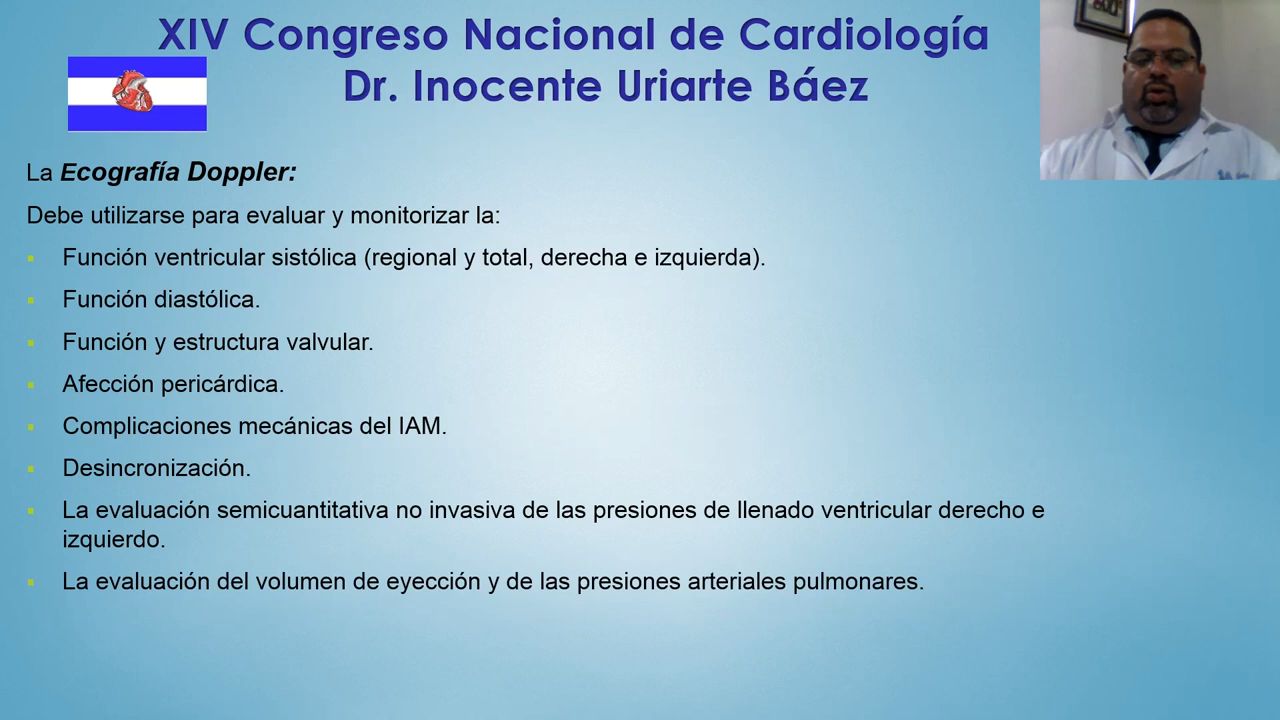 XIV Congreso Nacional de Cardiología
Dr. Inocente Uriarte Báez
La Ecografía Doppler:
Debe utilizarse para evaluar y monitorizar la:
Función ventricular sistólica (regional y total, derecha e izquierda).
Función diastólica.
Función y estructura valvular.
Afección pericárdica.
Complicaciones mecánicas del IAM.
Desincronización.
La evaluación semicuantitativa no invasiva de las presiones de llenado ventricular derecho e
izquierdo.
La evaluación del volumen de eyección y de las presiones arteriales pulmonares.